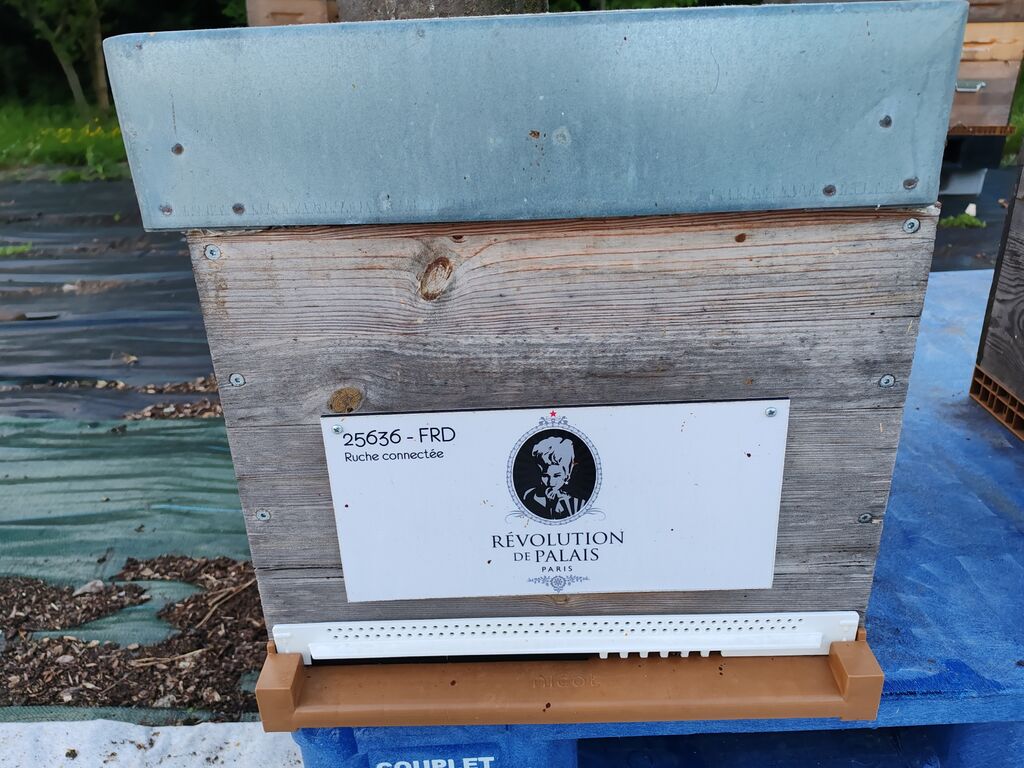 25636 - FRD
Ruche connectée
RÉVOLUTION
DE PALAIS
PARIS
nicot
COUPLET